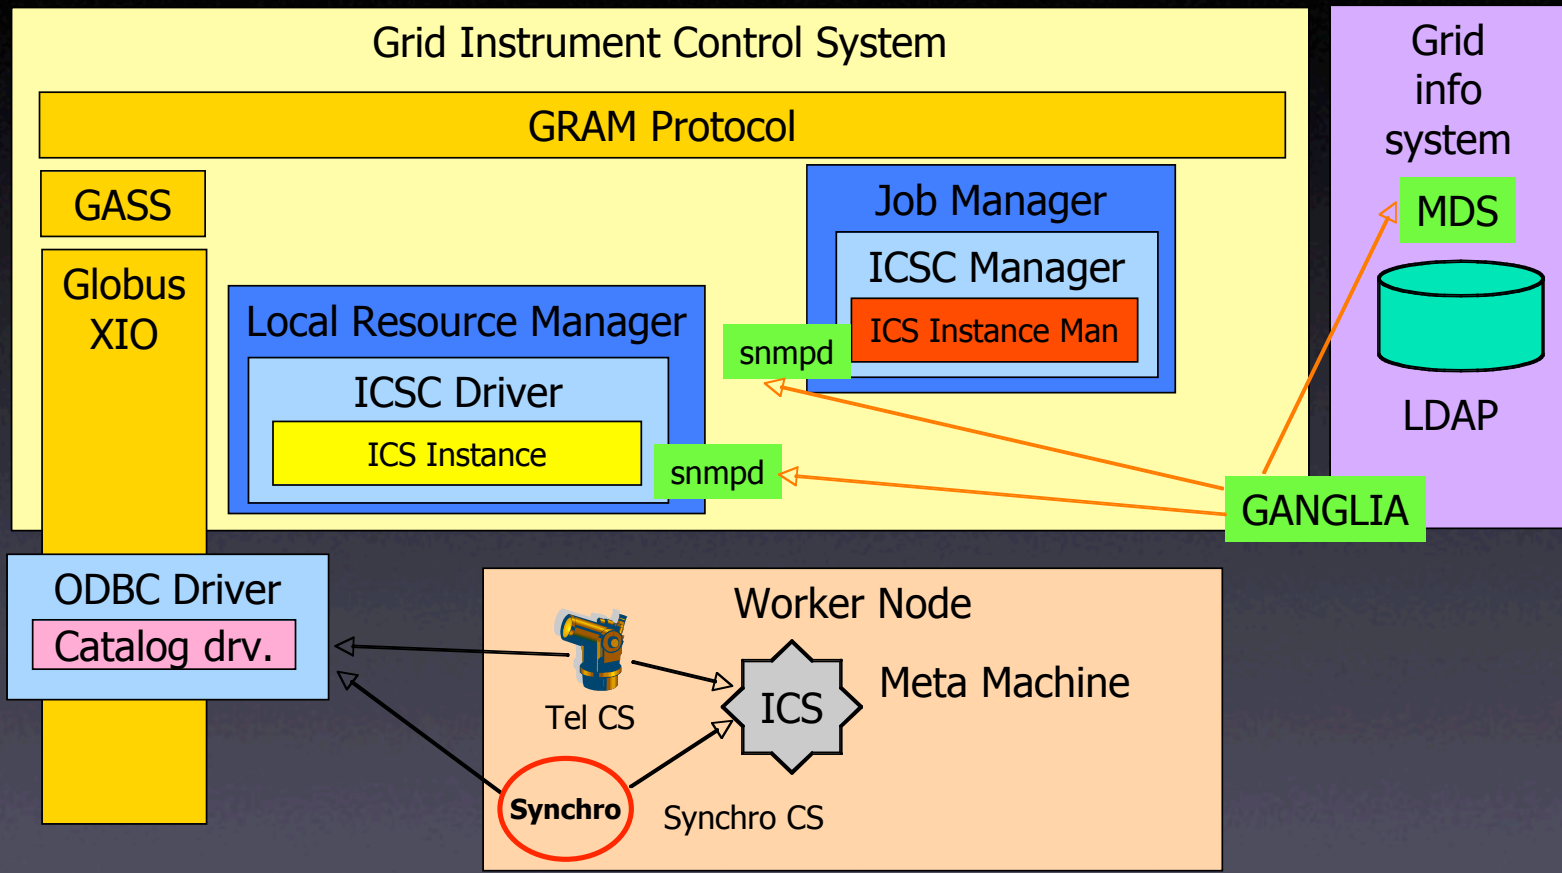 Grid Instrument Control System
GRAM Protocol
GASS
Globus
XIO
Local Resource Manager
ICSC Driver
ICS Instance
snmpd
Job Manager
ICSC Manager
ICS Instance Man
snmpd
Grid
info
system
MDS
LDAP
GANGLIA
ODBC Driver
Catalog drv.
Worker Node
Meta Machine
Tel CS
ICS
Synchro
Synchro CS